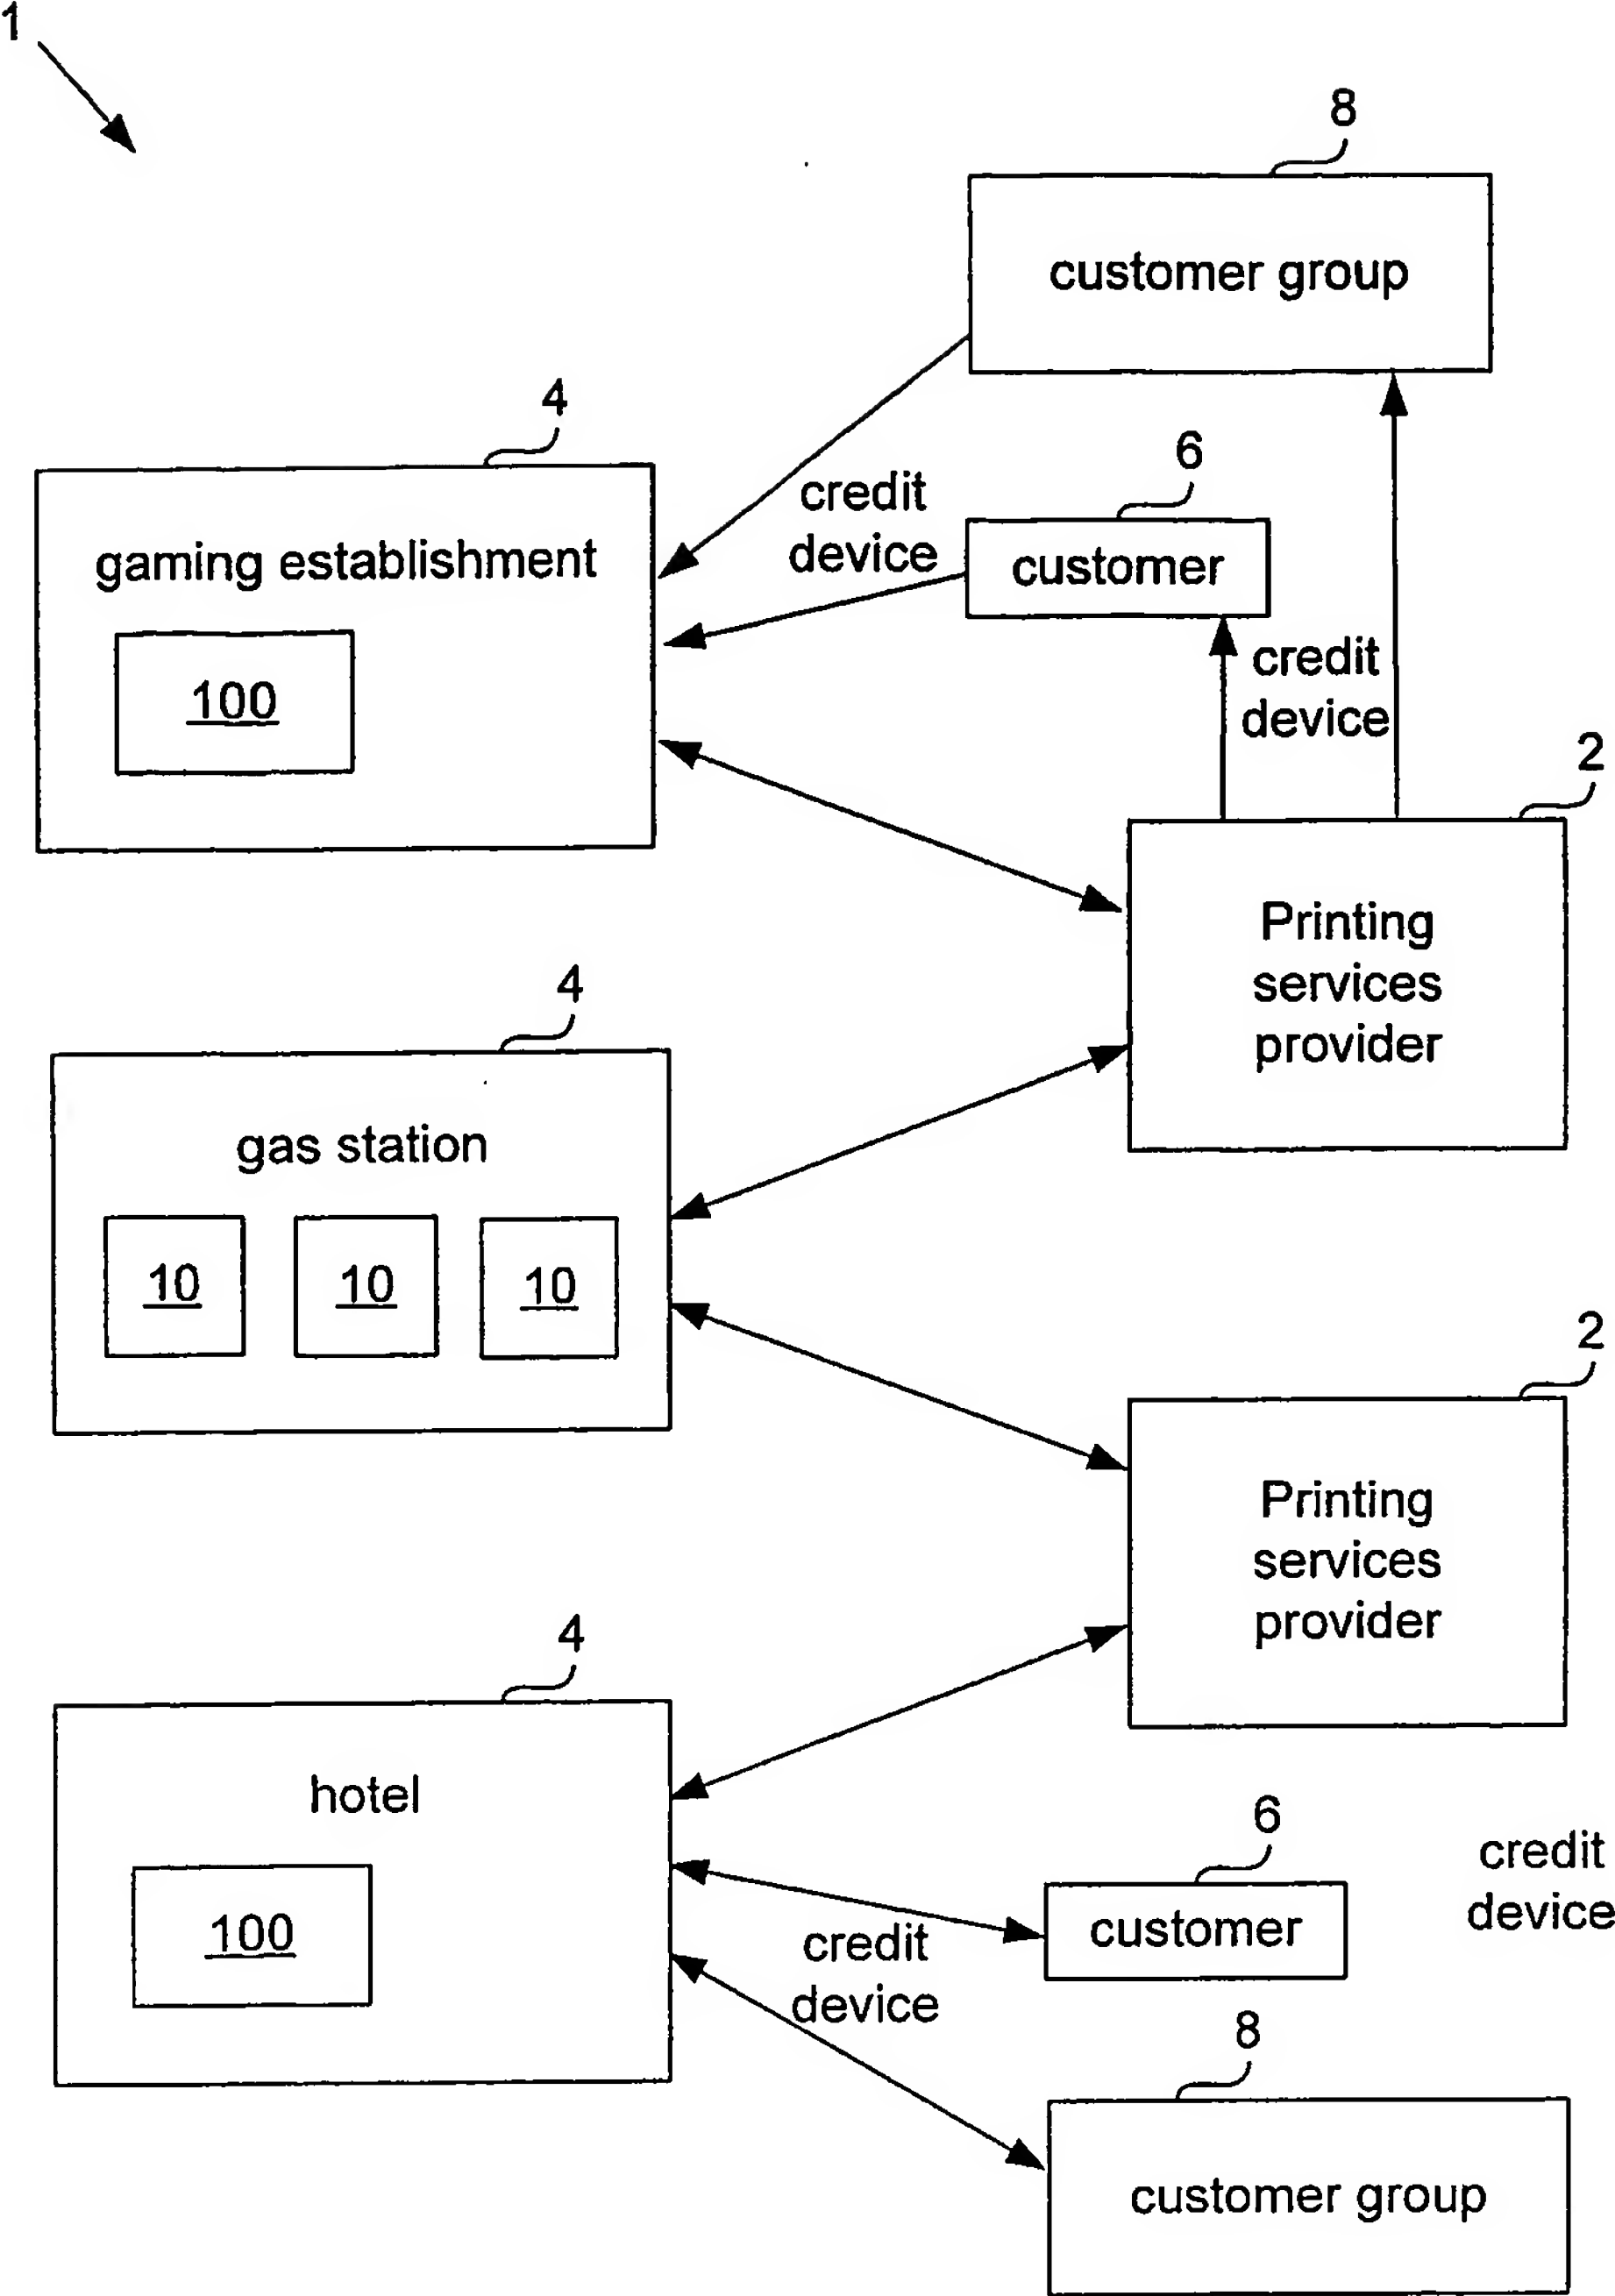 1
8
customer group
4
6
credit
device
customer
gaming establishment
100
credit
device
2
Printing
services
provider
4
gas station
10
10
10
2
Printing
services
provider
4
hotel
100
6
customer
credit
device
credit
device
8
customer group